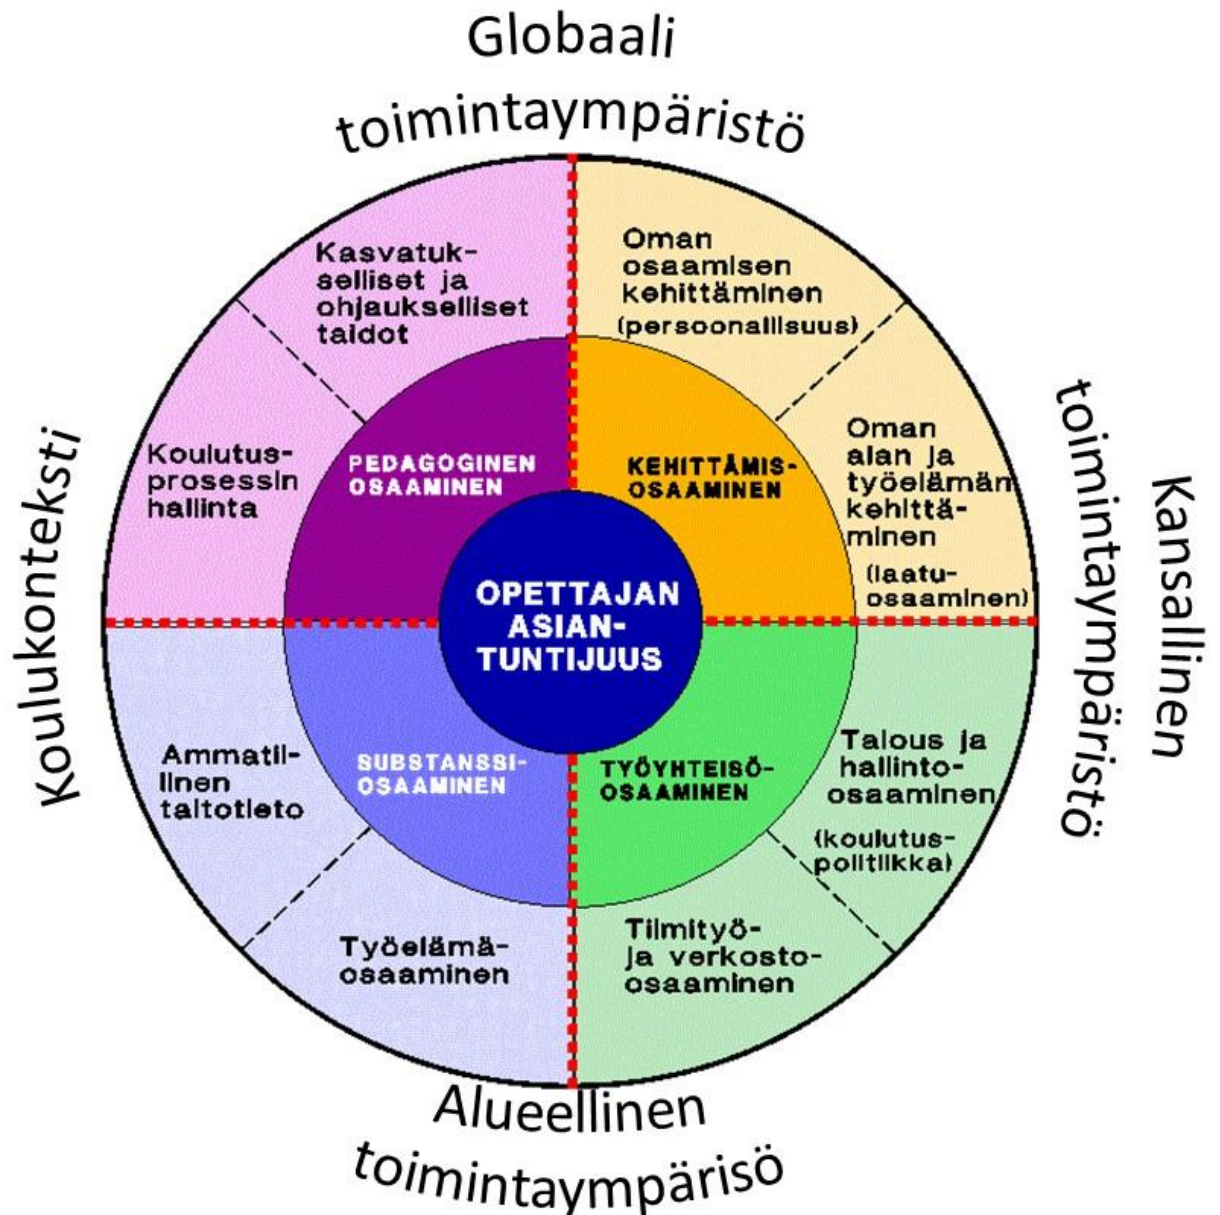 Globaali
toimintaympäristö
Kasvatuk-
selliset ja
ohjaukselliset
taidot
Oman
osaamisen
kehittäminen
(persoonallisuus)
Koulutus-
prosessin
hallinta
PEDAGOGINEN
OSAAMINEN
KEHITTÄMIS-
OSAAMINEN
Oman
alan ja
työelämän
kehittä-
minen
(laatu-
osaaminen)
Koulukonteksti
OPETTAJAN
ASIAN-
TUNTIJUUS
Kansallinen
toimintaympäristö
Ammatil-
linen
taitotieto
SUBSTANSSI-
OSAAMINEN
TYÖYHTEISÖ-
OSAAMINEN
Talous ja
hallinto-
osaaminen
(koulutus-
politiikka)
Työelämä-
osaaminen
Tiimityö-
ja verkosto-
osaaminen
Alueellinen
toimintaympärisö